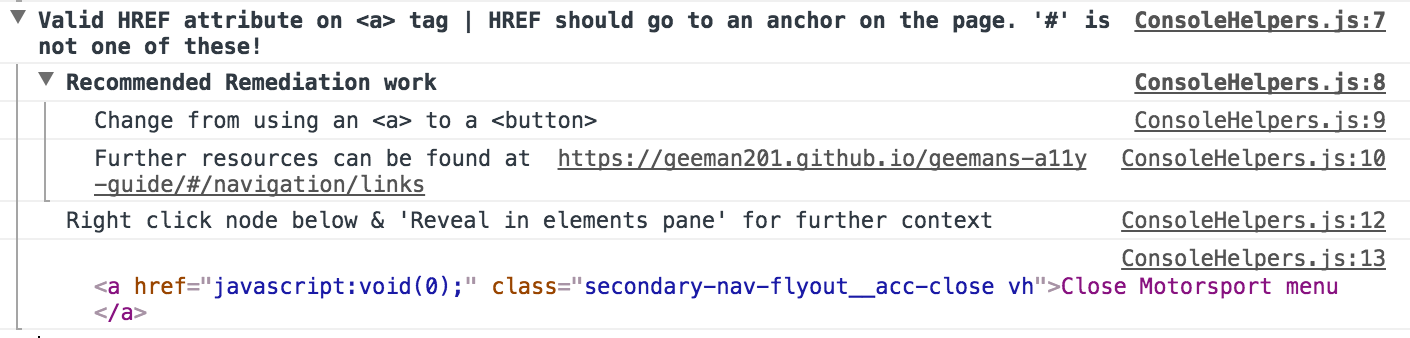 Valid HREF attribute on <a> tag | HREF should go to an anchor on the page. '#' is ConsoleHelpers.js:7
not one of these!
Recommended Remediation work ConsoleHelpers.js:8
Change from using an <a> to a <button> ConsoleHelpers.js:9
Further resources can be found at https://geeman201.github.io/geemans-a11y ConsoleHelpers.js:10
-guide/#/navigation/links
Right click node below & 'Reveal in elements pane' for further context ConsoleHelpers.js:12
ConsoleHelpers.js:13
<a href="javascript:void(0);" class="secondary-nav-flyout__acc-close vh">Close Motorsport menu
</a>